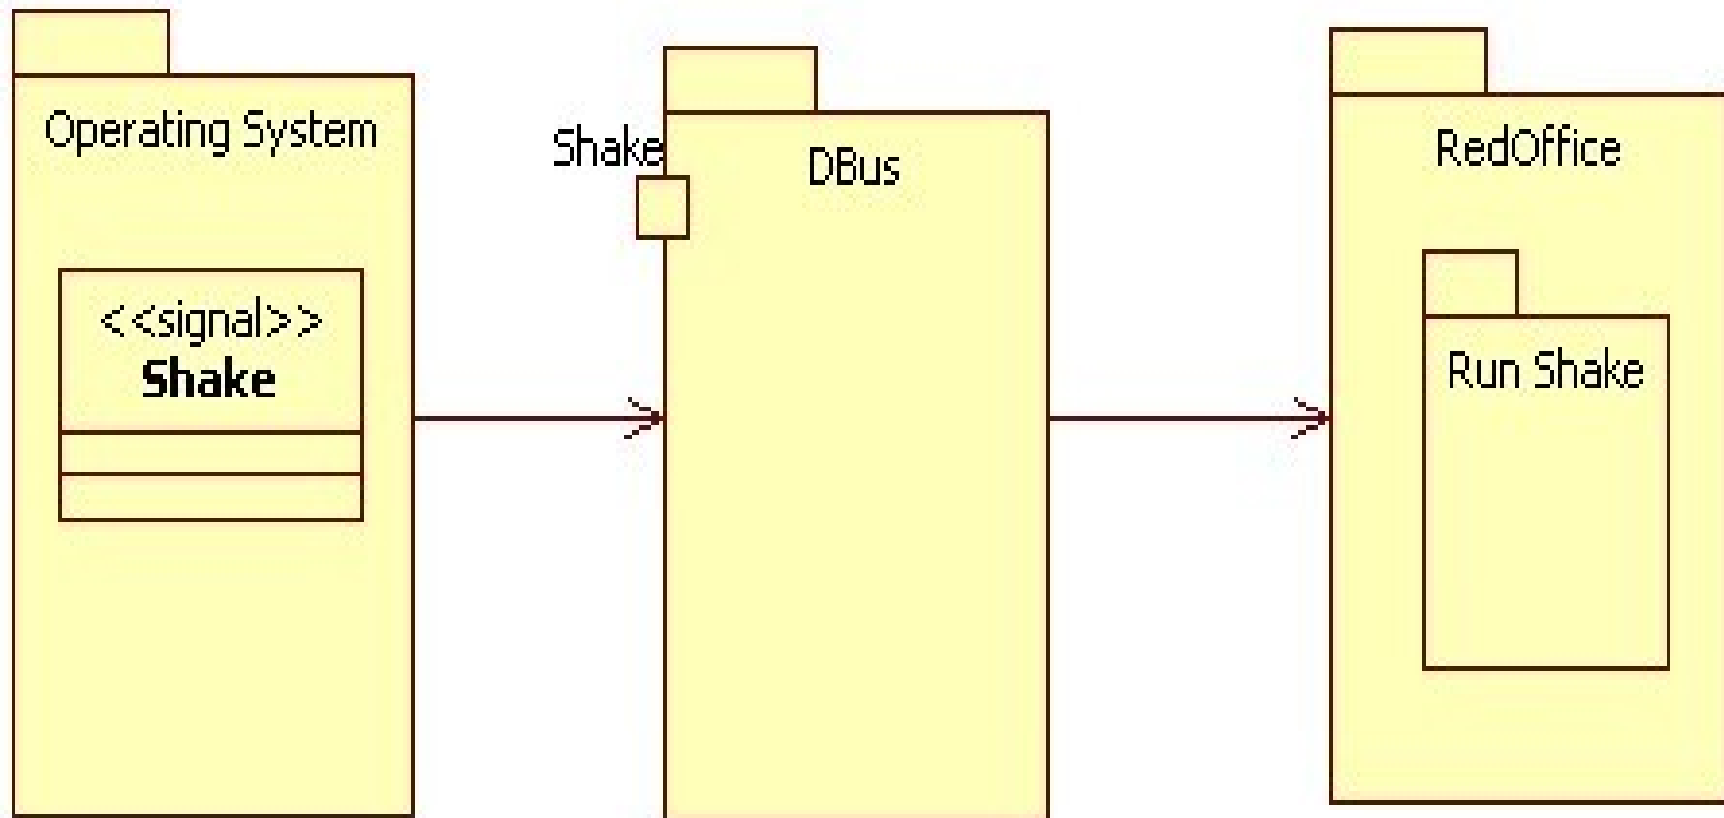 Operating System
<<signal>>
Shake
Shake
DBus
RedOffice
Run Shake